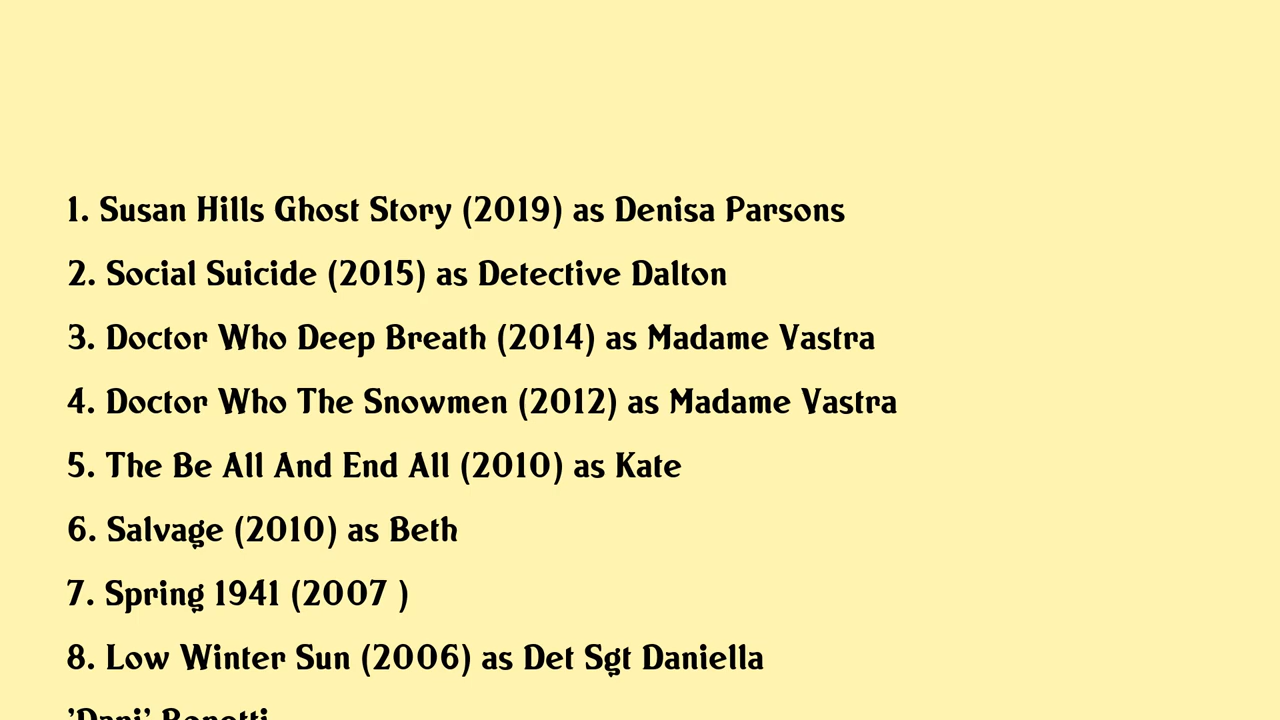 1. Susan Hills Ghost Story (2019) as Denisa Parsons
2. Social Suicide (2015) as Detective Dalton
3. Doctor Who Deep Breath (2014) as Madame Vastra
4. Doctor Who The Snowmen (2012) as Madame Vastra
5. The Be All And End All (2010) as Kate
6. Salvage (2010) as Beth
7. Spring 1941 (2007 )
8. Low Winter Sun (2006) as Det Sgt Daniella
'Dani' Bonetti